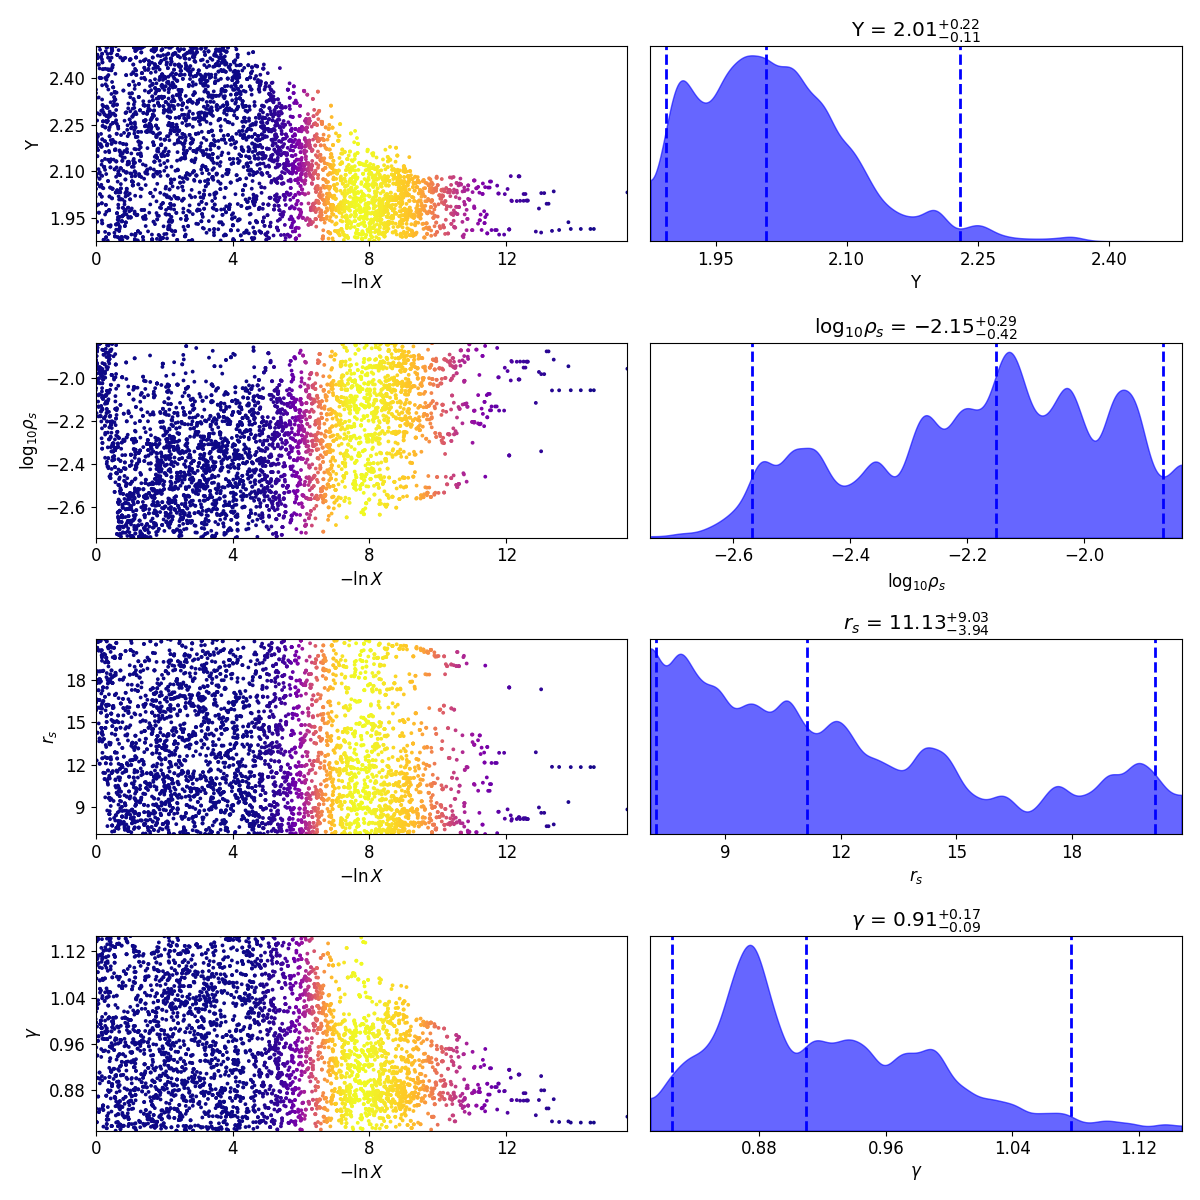 Y = 2.01^{+0.22}_{−0.11}
2.40
2.25
2.10
1.95
Y
0 4 8 12
−ln X
1.95 2.10 2.25 2.40
Y
log₁₀ρₛ = −2.15^{+0.29}_{−0.42}
−2.0
−2.2
−2.4
−2.6
log₁₀ρₛ
0 4 8 12
−ln X
−2.6 −2.4 −2.2 −2.0
log₁₀ρₛ
rₛ = 11.13^{+9.03}_{−3.94}
18
15
12
9
rₛ
0 4 8 12
−ln X
9 12 15 18
rₛ
γ = 0.91^{+0.17}_{−0.09}
1.12
1.04
0.96
0.88
γ
0 4 8 12
−ln X
0.88 0.96 1.04 1.12
γ